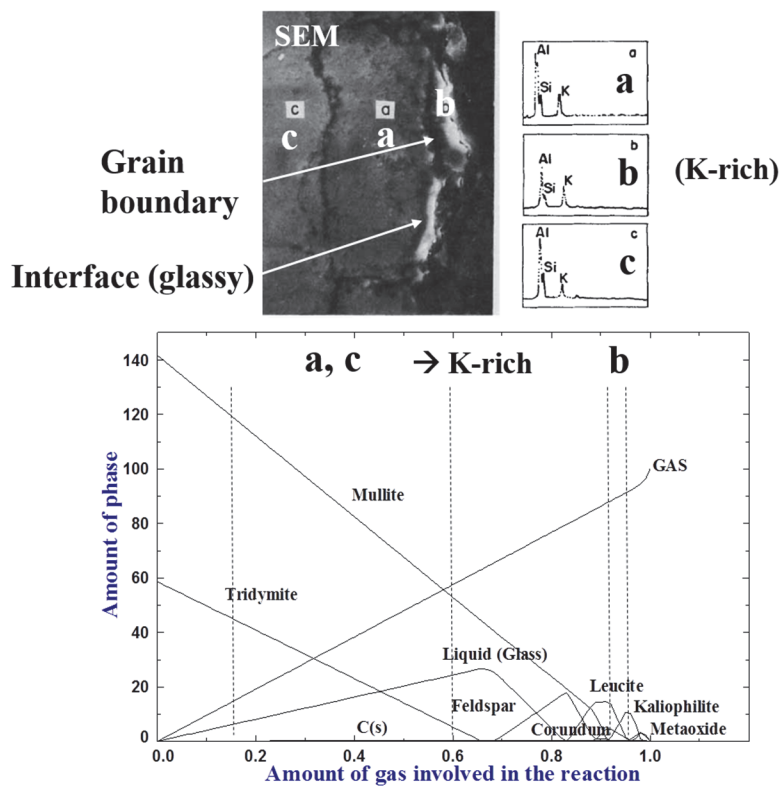 SEM
c
a
b
c
a
b
Grain
boundary
Interface (glassy)
Al
Si
K
a
a
Al
Si
K
b
b
(K-rich)
Al
Si
K
c
c
a, c → K-rich b
140
120
100
80
60
40
20
0
Amount of phase
GAS
Mullite
Tridymite
Liquid (Glass)
Leucite
Feldspar
Kaliophilite
C(s)
Corundum
Metaoxide
0.0 0.2 0.4 0.6 0.8 1.0
Amount of gas involved in the reaction